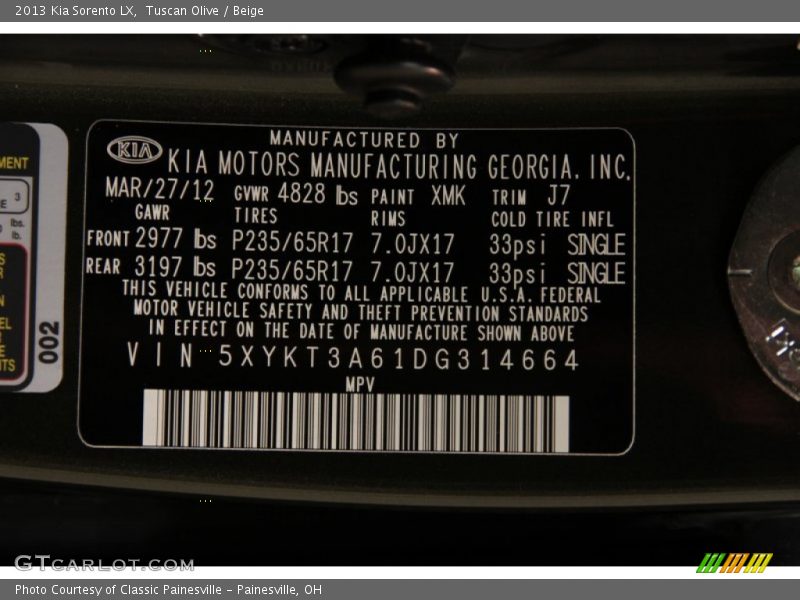 2013 Kia Sorento LX, Tuscan Olive / Beige
MANUFACTURED BY
KIA KIA MOTORS MANUFACTURING GEORGIA, INC.
MAR/27/12 GVWR 4828 lbs PAINT XMK TRIM J7
GAWR TIRES RIMS COLD TIRE INFL
FRONT 2977 lbs P235/65R17 7.0JX17 33psi SINGLE
REAR 3197 lbs P235/65R17 7.0JX17 33psi SINGLE
THIS VEHICLE CONFORMS TO ALL APPLICABLE U.S.A. FEDERAL
MOTOR VEHICLE SAFETY AND THEFT PREVENTION STANDARDS
IN EFFECT ON THE DATE OF MANUFACTURE SHOWN ABOVE
VIN 5XYKT3A61DG314664
MPV
002
GTCARLOT.COM
Photo Courtesy of Classic Painesville - Painesville, OH